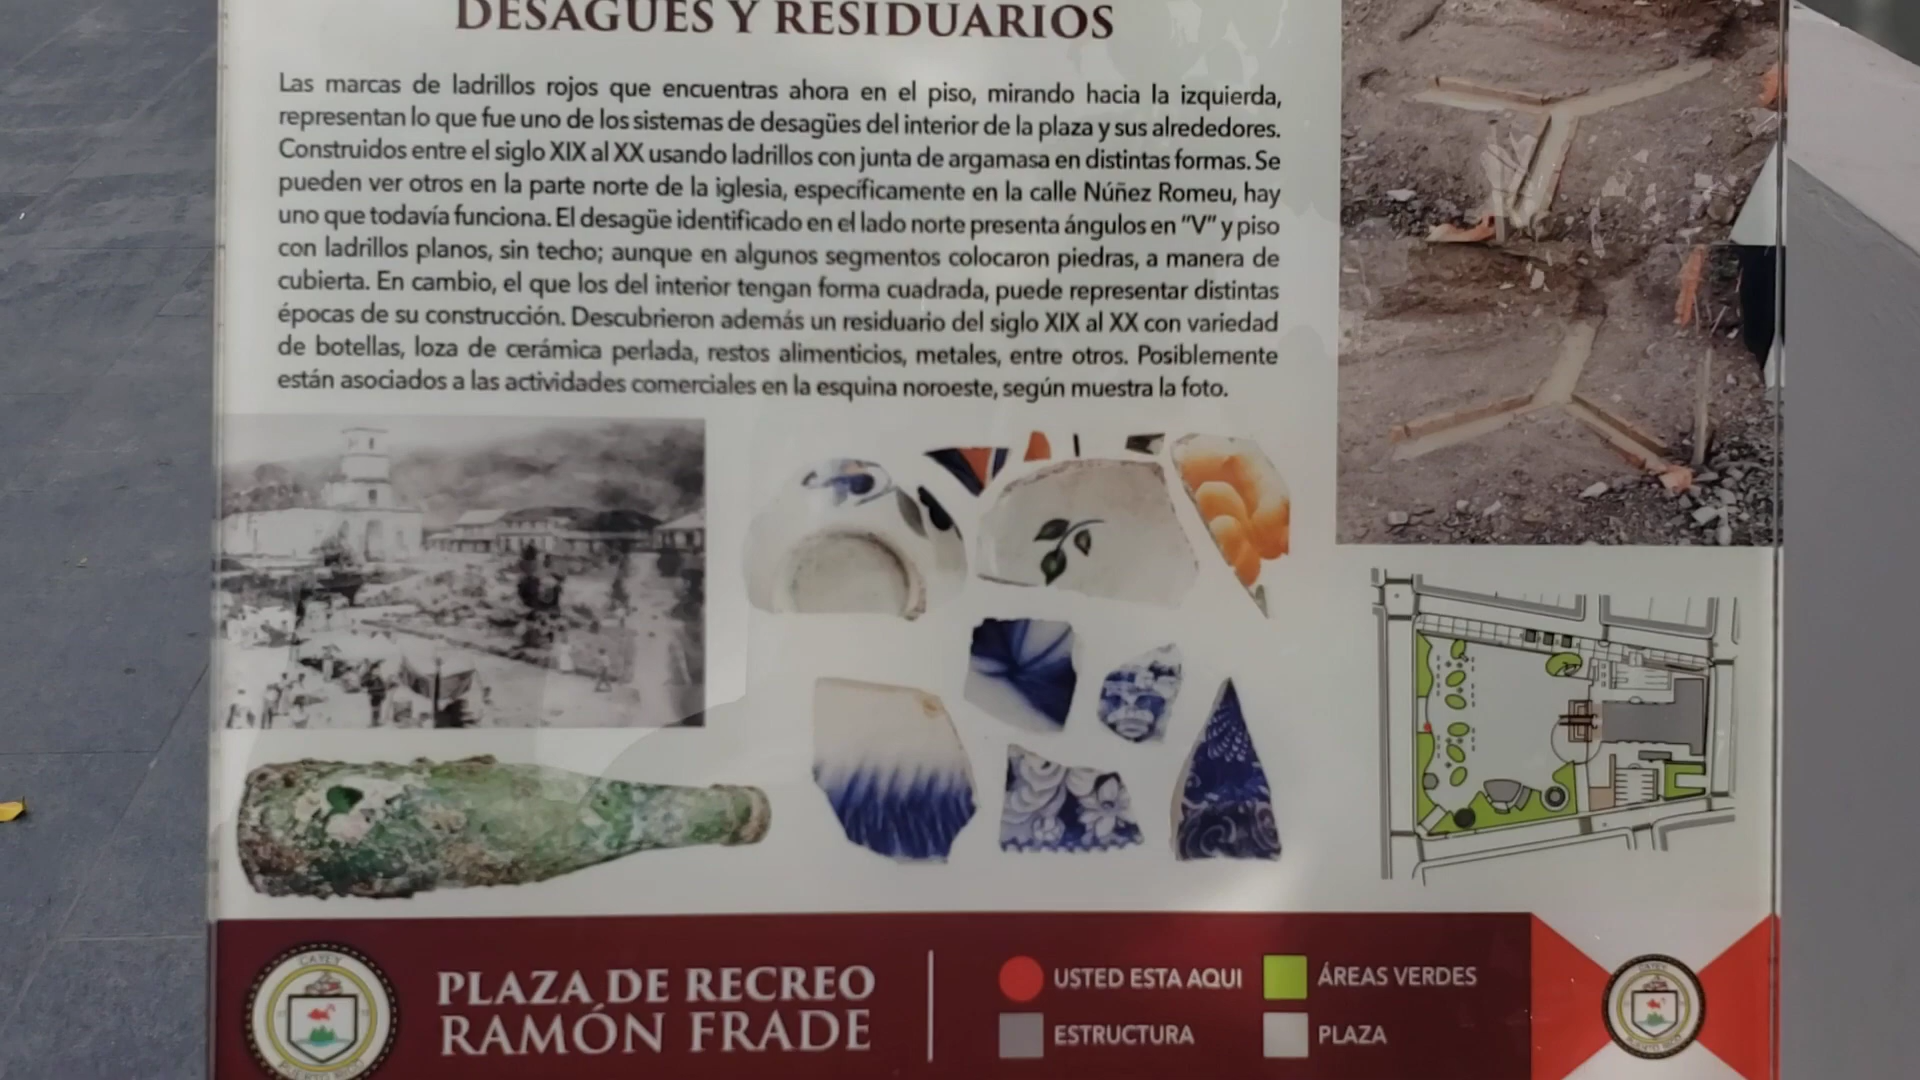 DESAGÜES Y RESIDUARIOS
Las marcas de ladrillos rojos que encuentras ahora en el piso, mirando hacia la izquierda,
representan lo que fue uno de los sistemas de desagües del interior de la plaza y sus alrededores.
Construidos entre el siglo XIX al XX usando ladrillos con junta de argamasa en distintas formas. Se
pueden ver otros en la parte norte de la iglesia, específicamente en la calle Núñez Romeu, hay
uno que todavía funciona. El desagüe identificado en el lado norte presenta ángulos en "V" y piso
con ladrillos planos, sin techo; aunque en algunos segmentos colocaron piedras, a manera de
cubierta. En cambio, el que los del interior tengan forma cuadrada, puede representar distintas
épocas de su construcción. Descubrieron además un residuario del siglo XIX al XX con variedad
de botellas, loza de cerámica perlada, restos alimenticios, metales, entre otros. Posiblemente
están asociados a las actividades comerciales en la esquina noroeste, según muestra la foto.
CAYEY
PUERTO RICO
PLAZA DE RECREO
RAMÓN FRADE
USTED ESTA AQUI
ÁREAS VERDES
ESTRUCTURA
PLAZA
CAYEY
PUERTO RICO